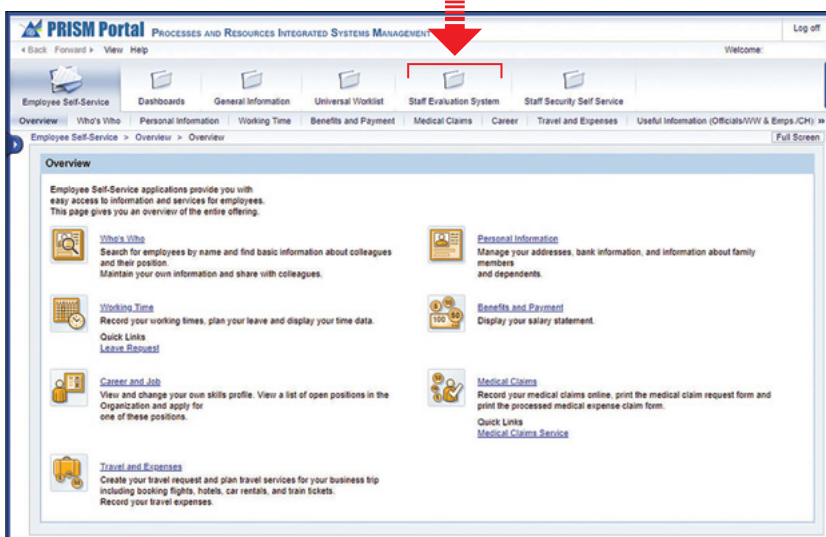 PRISM Portal PROCESSES AND RESOURCES INTEGRATED SYSTEMS MANAGEMENT
Log off
Back Forward View Help
Welcome:
Employee Self-Service Dashboards General Information Universal Worklist Staff Evaluation System Staff Security Self Service
Overview Who's Who Personal Information Working Time Benefits and Payment Medical Claims Career Travel and Expenses Useful Information (Officials/WW & Emps./CH)
Employee Self-Service > Overview > Overview
Full Screen
Overview
Employee Self-Service applications provide you with
easy access to information and services for employees.
This page gives you an overview of the entire offering.
Who's Who
Search for employees by name and find basic information about colleagues
and their position.
Maintain your own information and share with colleagues.
Personal Information
Manage your addresses, bank information, and information about family
members
and dependents.
Working Time
Record your working times, plan your leave and display your time data.
Quick Links
Leave Request
Benefits and Payment
Display your salary statement.
Career and Job
View and change your own skills profile. View a list of open positions in the
Organization and apply for
one of these positions.
Medical Claims
Record your medical claims online, print the medical claim request form and
print the processed medical expense claim form.
Quick Links
Medical Claims Service
Travel and Expenses
Create your travel request and plan travel services for your business trip
including booking flights, hotels, car rentals, and train tickets.
Record your travel expenses.